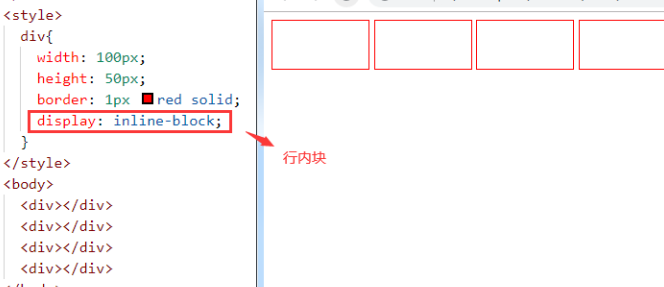 <style>
div{
width: 100px;
height: 50px;
border: 1px red solid;
display: inline-block;
}
</style>
<body>
<div></div>
<div></div>
<div></div>
<div></div>
行内块